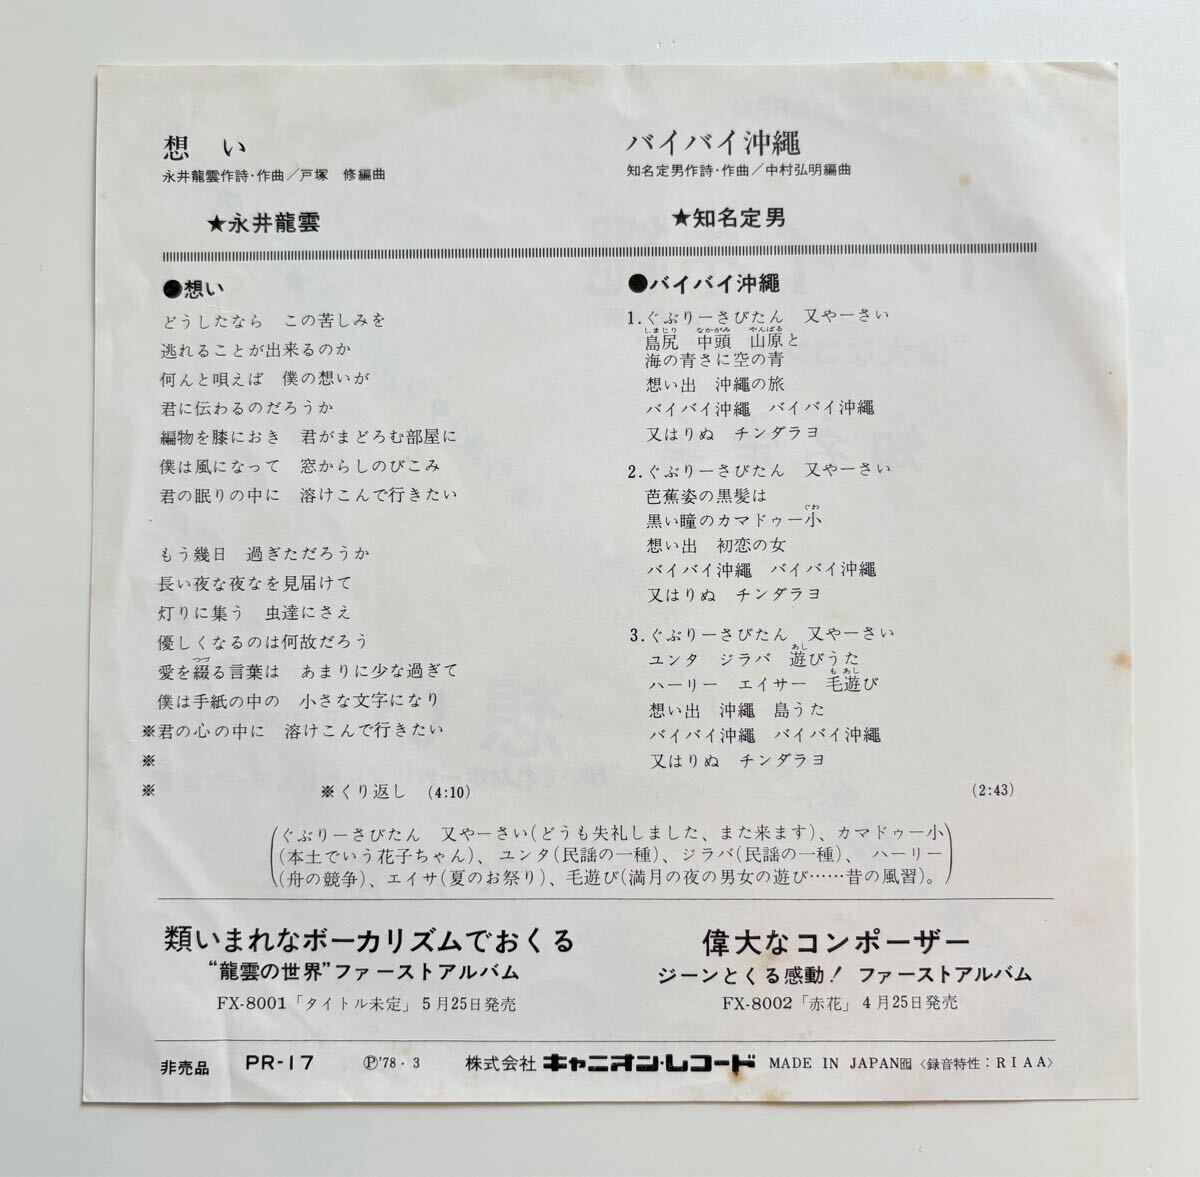 想い
永井龍雲作詩・作曲／戸塚　修編曲
★永井龍雲
バイバイ沖繩
知名定男作詩・作曲／中村弘明編曲
★知名定男
●想い
どうしたなら　この苦しみを
逃れることが出来るのか
何んと唄えば　僕の想いが
君に伝わるのだろうか
編物を膝におき　君がまどろむ部屋に
僕は風になって　窓からしのびこみ
君の眠りの中に　溶けこんで行きたい
もう幾日　過ぎただろうか
長い夜な夜なを見届けて
灯りに集う　虫達にさえ
優しくなるのは何故だろう
つづ
愛を綴る言葉は　あまりに少な過ぎて
僕は手紙の中の　小さな文字になり
※君の心の中に　溶けこんで行きたい
※
※　※くり返し (4:10)
●バイバイ沖繩
1.ぐぶりーさびたん　又やーさい
しまじり　なかがみ　やんばる
島尻　中頭　山原と
海の青さに空の青
想い出　沖繩の旅
バイバイ沖繩　バイバイ沖繩
又はりぬ　チンダラヨ
2.ぐぶりーさびたん　又やーさい
芭蕉姿の黒髪は
ぐわ
黒い瞳のカマドゥー小
想い出　初恋の女
バイバイ沖繩　バイバイ沖繩
又はりぬ　チンダラヨ
3.ぐぶりーさびたん　又やーさい
あし
ユンタ　ジラバ　遊びうた
もあし
ハーリー　エイサー　毛遊び
想い出　沖繩　島うた
バイバイ沖繩　バイバイ沖繩
又はりぬ　チンダラヨ
(2:43)
(ぐぶりーさびたん　又やーさい(どうも失礼しました、また来ます)、カマドゥー小
(本土でいう花子ちゃん)、ユンタ(民謡の一種)、ジラバ(民謡の一種)、ハーリー
(舟の競争)、エイサ(夏のお祭り)、毛遊び(満月の夜の男女の遊び……昔の風習)。)
類いまれなボーカリズムでおくる
“龍雲の世界”ファーストアルバム
FX-8001「タイトル未定」5月25日発売
偉大なコンポーザー
ジーンとくる感動！ファーストアルバム
FX-8002「赤花」4月25日発売
非売品　PR-17　Ⓟ'78・3　株式会社キャニオン・レコード　MADE IN JAPAN 〈録音特性：RIAA〉